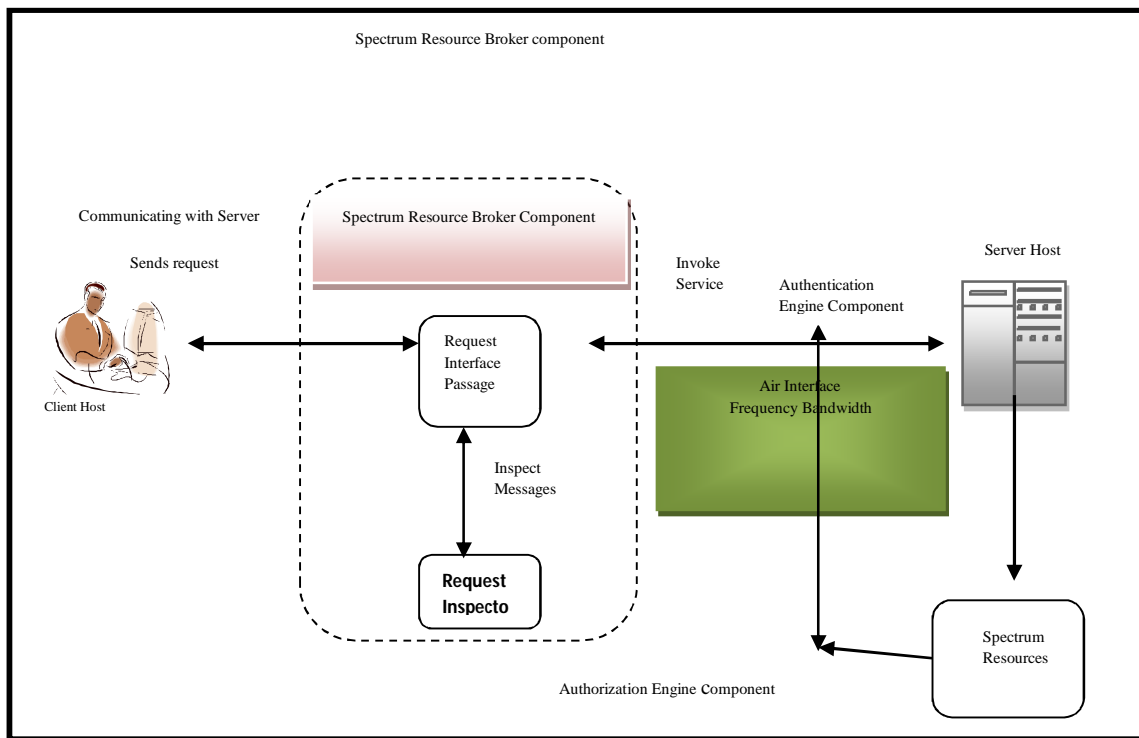 Spectrum Resource Broker component
Communicating with Server
Sends request
Client Host
Spectrum Resource Broker Component
Request
Interface
Passage
Inspect
Messages
Request
Inspecto
Invoke
Service
Authentication
Engine Component
Server Host
Air Interface
Frequency Bandwidth
Spectrum
Resources
Authorization Engine Component